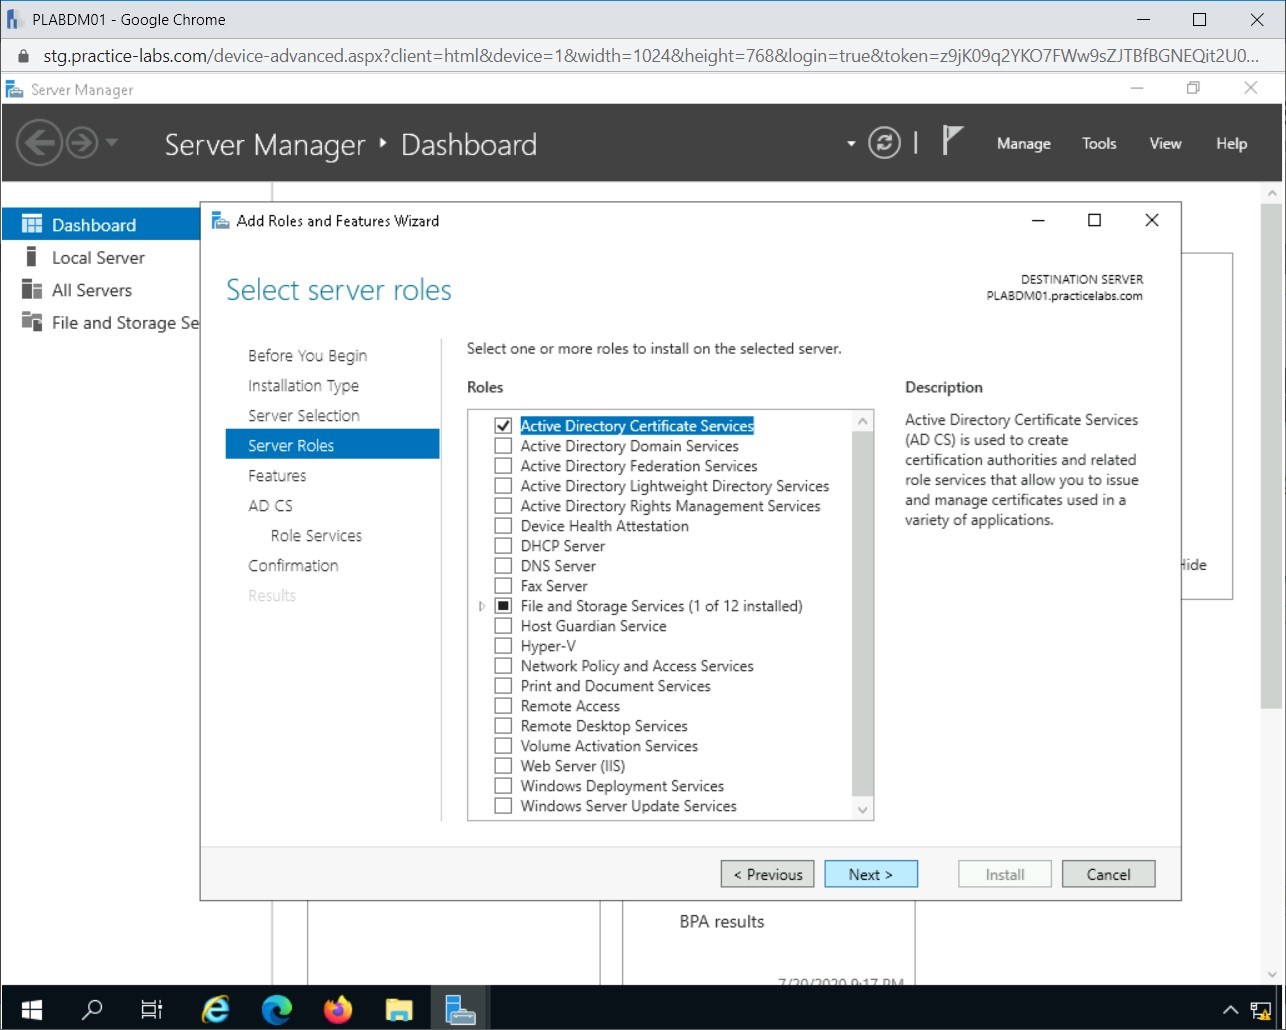 PLABDM01 - Google Chrome
stg.practice-labs.com/device-advanced.aspx?client=html&device=1&width=1024&height=768&login=true&token=z9jK09q2YKO7FWw9sZJTBfBGNEQit2U0...
Server Manager
Server Manager ‣ Dashboard
Manage Tools View Help
Dashboard
Local Server
All Servers
File and Storage Se
Add Roles and Features Wizard
Select server roles
DESTINATION SERVER
PLABDM01.practicelabs.com
Before You Begin
Installation Type
Server Selection
Server Roles
Features
AD CS
Role Services
Confirmation
Results
Select one or more roles to install on the selected server.
Roles
Active Directory Certificate Services
Active Directory Domain Services
Active Directory Federation Services
Active Directory Lightweight Directory Services
Active Directory Rights Management Services
Device Health Attestation
DHCP Server
DNS Server
Fax Server
File and Storage Services (1 of 12 installed)
Host Guardian Service
Hyper-V
Network Policy and Access Services
Print and Document Services
Remote Access
Remote Desktop Services
Volume Activation Services
Web Server (IIS)
Windows Deployment Services
Windows Server Update Services
Description
Active Directory Certificate Services
(AD CS) is used to create
certification authorities and related
role services that allow you to issue
and manage certificates used in a
variety of applications.
Hide
< Previous Next > Install Cancel
BPA results
7/20/2020 9:17 PM